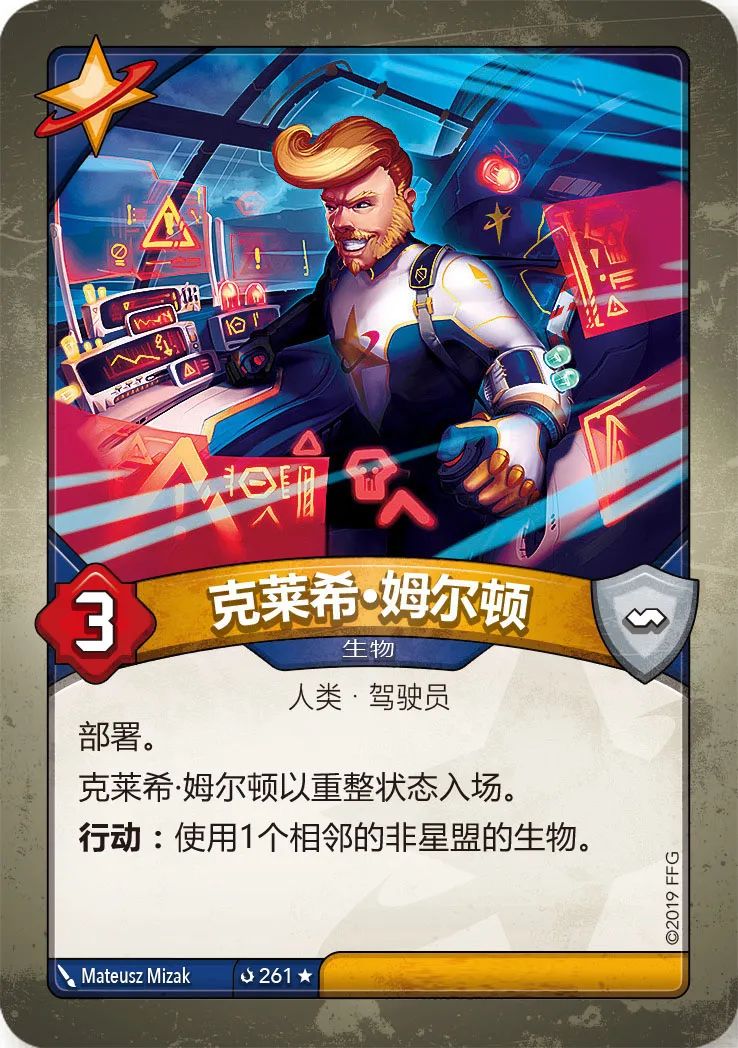 3
克莱希•姆尔顿
生物
人类 · 驾驶员
部署。
克莱希·姆尔顿以重整状态入场。
行动：使用1个相邻的非星盟的生物。
©2019 FFG
Mateusz Mizak
261 ★